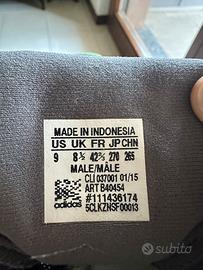 MADE IN INDONESIA
US UK FR JP CHN
9 8½ 42⅔ 270 265
MALE/MÂLE
CLI 037001 01/15
ART B40454
#111436174
adidas 5CLKZNSF00013
subito